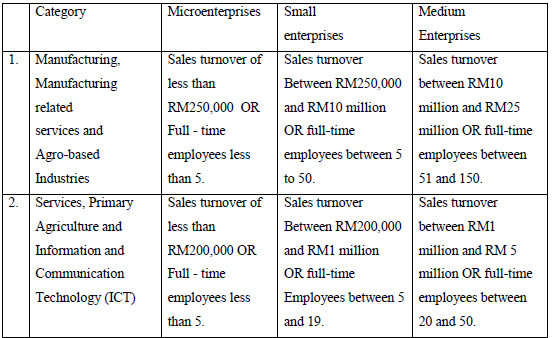 Category
Microenterprises
Small
enterprises
Medium
Enterprises
1.
Manufacturing,
Manufacturing
related
services and
Agro-based
Industries
Sales turnover of
less than
RM250,000 OR
Full - time
employees less
than 5.
Sales turnover
Between RM250,000
and RM10 million
OR full-time
employees between 5
to 50.
Sales turnover
between RM10
million and RM25
million OR full-time
employees between
51 and 150.
2.
Services, Primary
Agriculture and
Information and
Communication
Technology (ICT)
Sales turnover of
less than
RM200,000 OR
Full - time
employees less
than 5.
Sales turnover
Between RM200,000
and RM1 million
OR full-time
Employees between 5
and 19.
Sales turnover
between RM1
million and RM 5
million OR full-time
employees between
20 and 50.